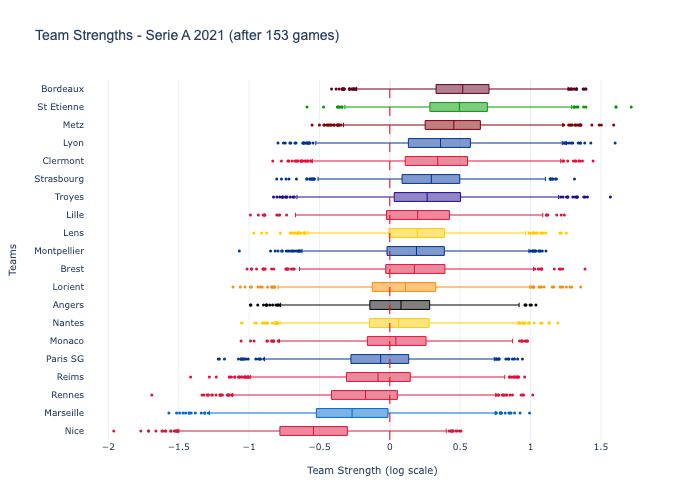 Team Strengths - Serie A 2021 (after 153 games)
Bordeaux
St Etienne
Metz
Lyon
Clermont
Strasbourg
Troyes
Lille
Lens
Montpellier
Brest
Lorient
Angers
Nantes
Monaco
Paris SG
Reims
Rennes
Marseille
Nice
Teams
−2 −1.5 −1 −0.5 0 0.5 1 1.5
Team Strength (log scale)